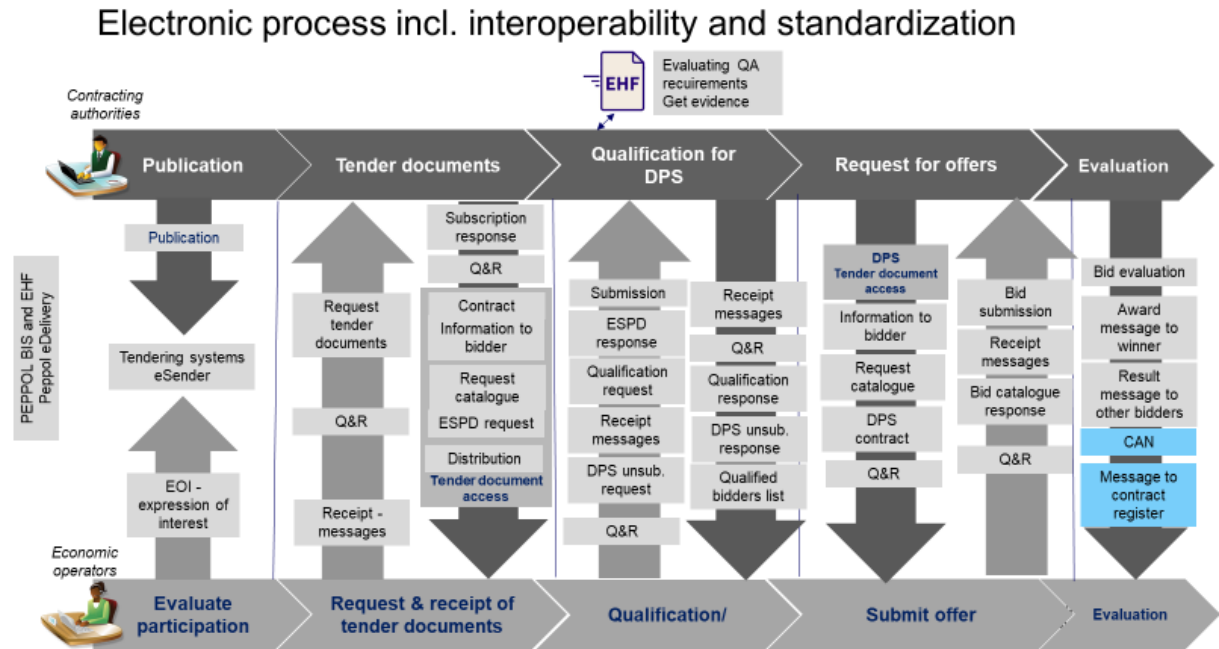 Electronic process incl. interoperability and standardization
EHF
Evaluating QA
recuirements
Get evidence
Contracting
authorities
Publication
Tender documents
Qualification for
DPS
Request for offers
Evaluation
PEPPOL BIS and EHF
Peppol eDelivery
Publication
Tendering systems
eSender
EOI -
expression of
interest
Request
tender
documents
Q&R
Receipt -
messages
Subscription
response
Q&R
Contract
Information to
bidder
Request
catalogue
ESPD request
Distribution
Tender document
access
Submission
ESPD
response
Qualification
request
Receipt
messages
DPS unsub.
request
Q&R
Receipt
messages
Q&R
Qualification
response
DPS unsub.
response
Qualified
bidders list
DPS
Tender document
access
Information to
bidder
Request
catalogue
DPS
contract
Q&R
Bid
submission
Receipt
messages
Bid catalogue
response
Q&R
Bid evaluation
Award
message to
winner
Result
message to
other bidders
CAN
Message to
contract
register
Economic
operators
Evaluate
participation
Request & receipt of
tender documents
Qualification/
Submit offer
Evaluation